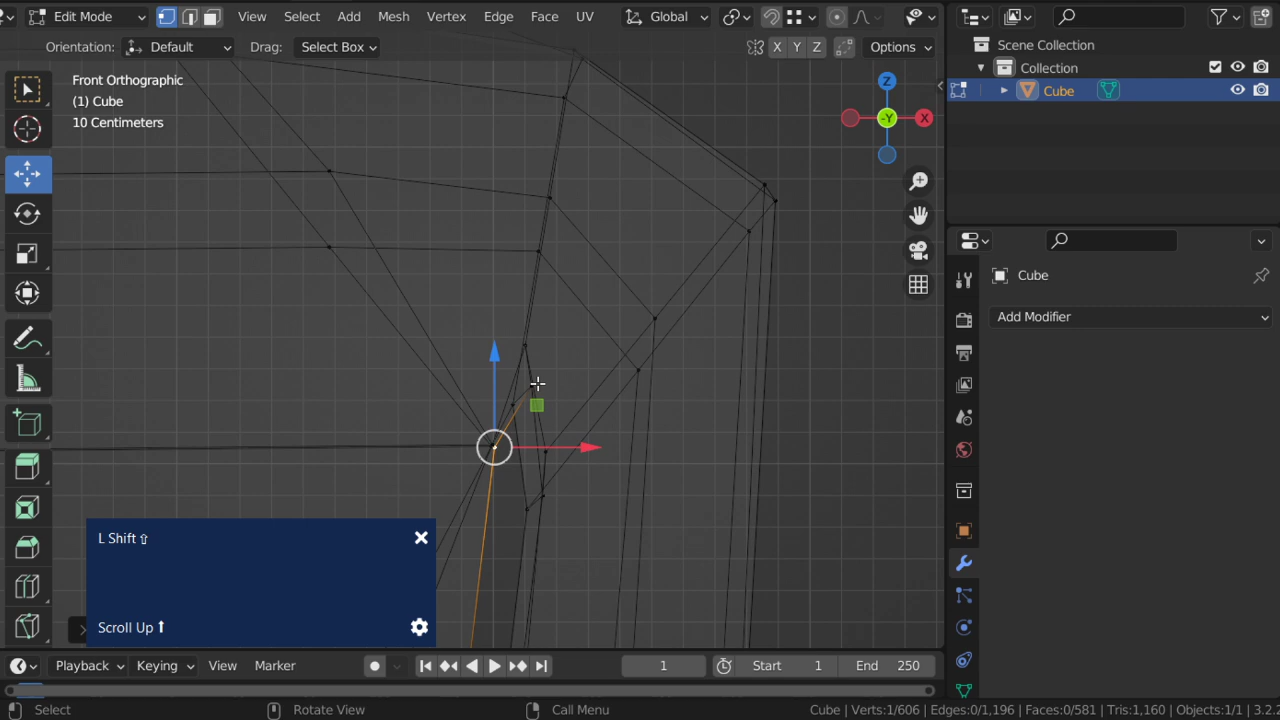 Edit Mode View Select Add Mesh Vertex Edge Face UV Global
Orientation: Default Drag: Select Box X Y Z Options
Front Orthographic
(1) Cube
10 Centimeters
Z
-Y
X
Scene Collection
Collection
Cube
Cube
Add Modifier
L Shift ⇧
Scroll Up ⬆
Playback Keying View Marker 1 Start 1 End 250
Select Rotate View Call Menu Cube | Verts:1/606 | Edges:0/1,196 | Faces:0/581 | Tris:1,160 | Objects:1/1 | 3.2.2